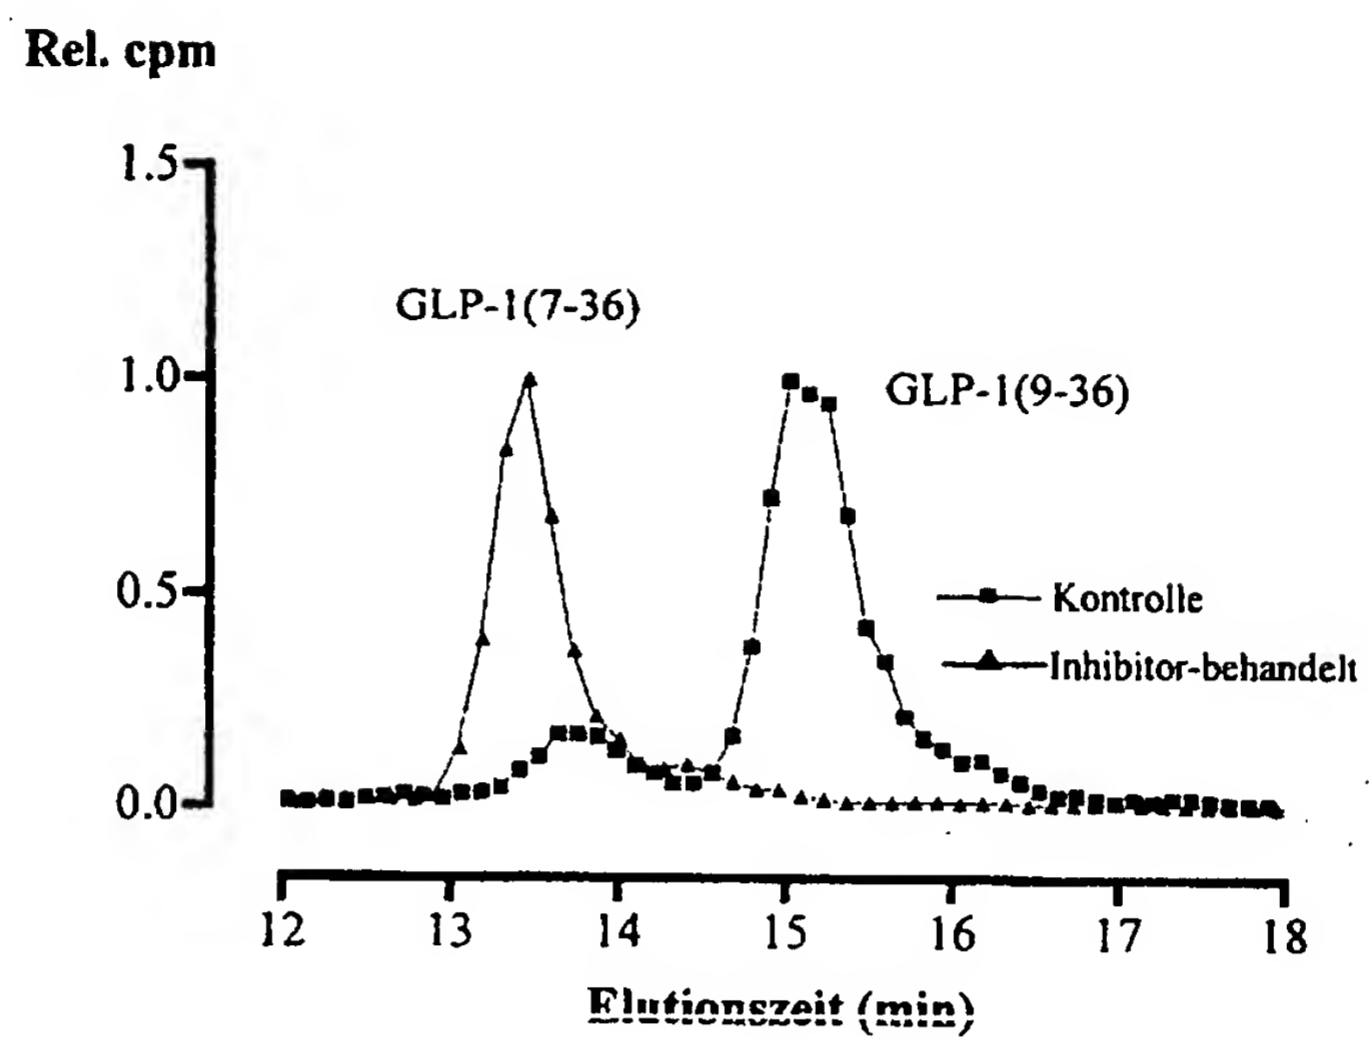 Rel. cpm
1.5
GLP-1(7-36)
1.0
GLP-1(9-36)
0.5
Kontrolle
Inhibitor-behandelt
0.0
12 13 14 15 16 17 18
Elutionszeit (min)